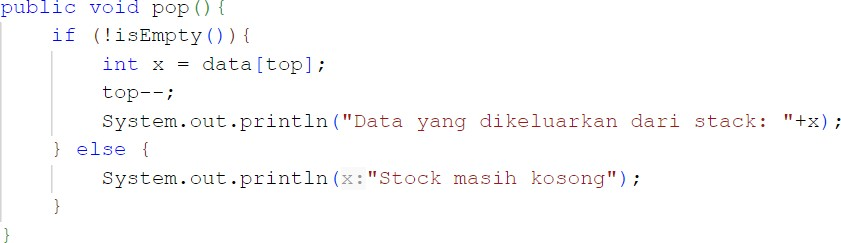 public void pop(){
    if (!isEmpty()){
        int x = data[top];
        top--;
        System.out.println("Data yang dikeluarkan dari stack: "+x);
    } else {
        System.out.println(x:"Stock masih kosong");
    }
}